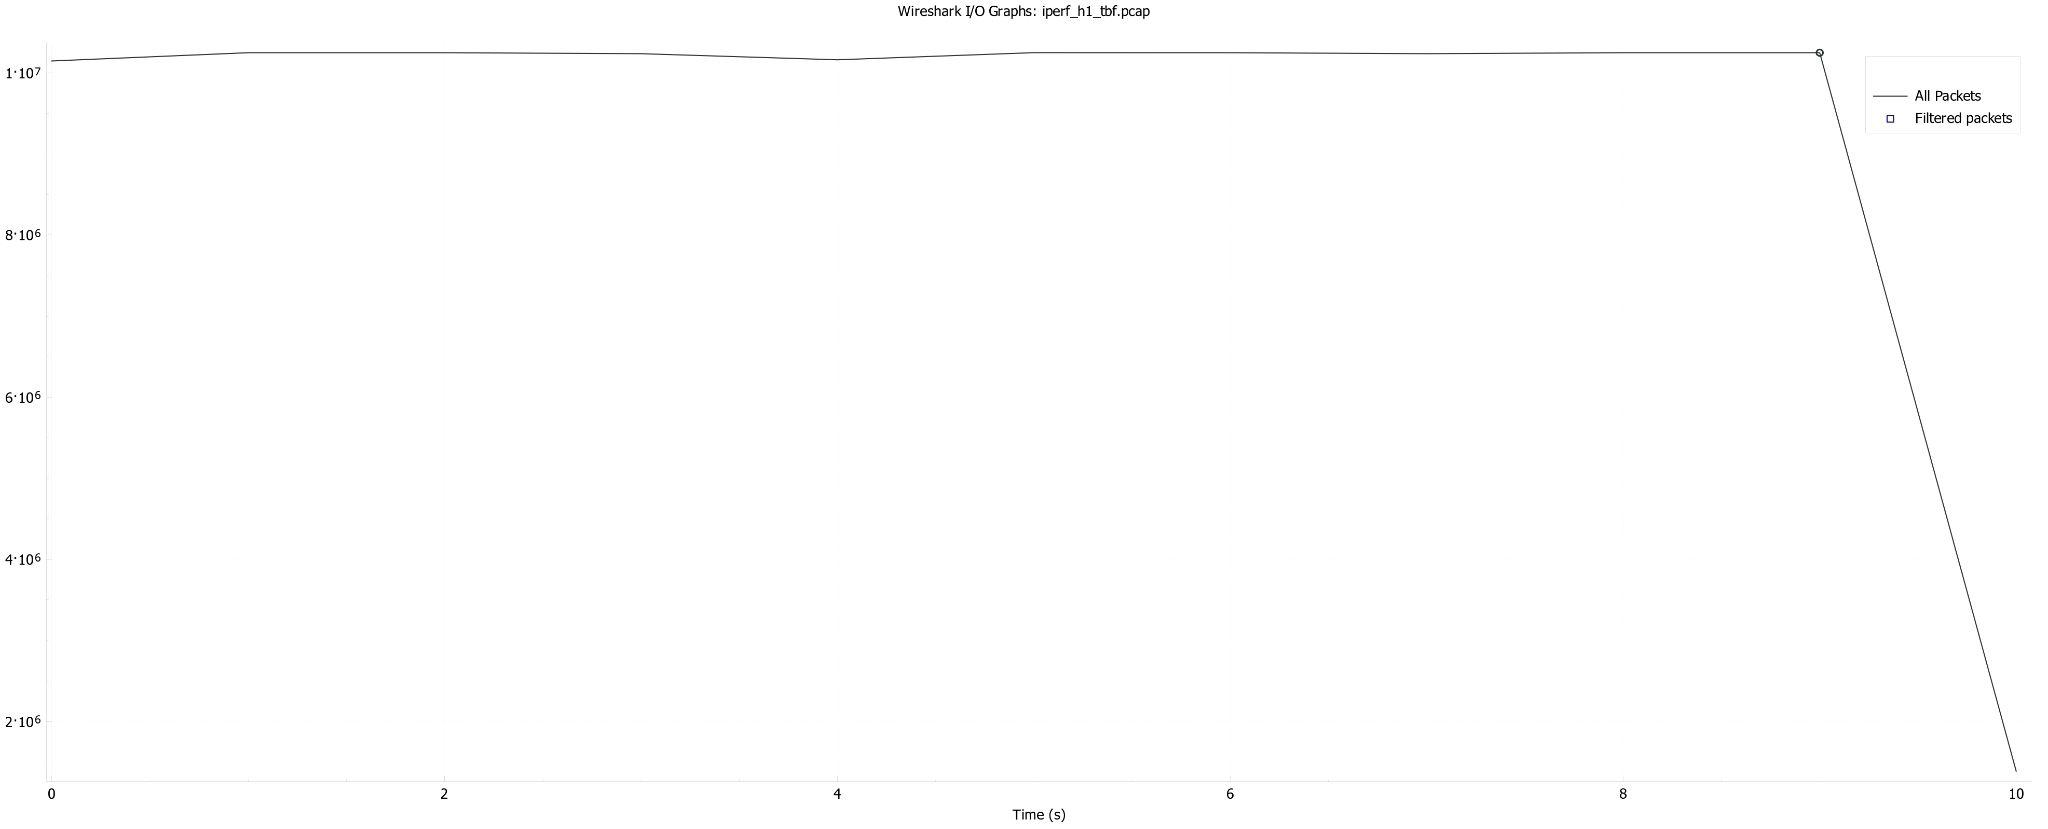 Wireshark I/O Graphs: iperf_h1_tbf.pcap
1·10⁷
8·10⁶
6·10⁶
4·10⁶
2·10⁶
All Packets
Filtered packets
0 2 4 6 8 10
Time (s)